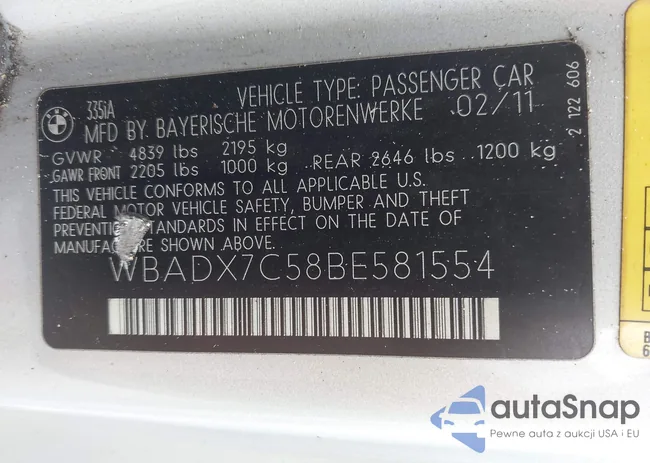 335iA VEHICLE TYPE: PASSENGER CAR
MFD BY. BAYERISCHE MOTORENWERKE 02/11
GVWR 4839 lbs 2195 kg
GAWR FRONT 2205 lbs 1000 kg REAR 2646 lbs 1200 kg
THIS VEHICLE CONFORMS TO ALL APPLICABLE U.S.
FEDERAL MOTOR VEHICLE SAFETY, BUMPER AND THEFT
PREVENTION STANDARDS IN EFFECT ON THE DATE OF
MANUFACTURE SHOWN ABOVE
WBADX7C58BE581554
2 122 606
autaSnap
Pewne auta z aukcji USA i EU